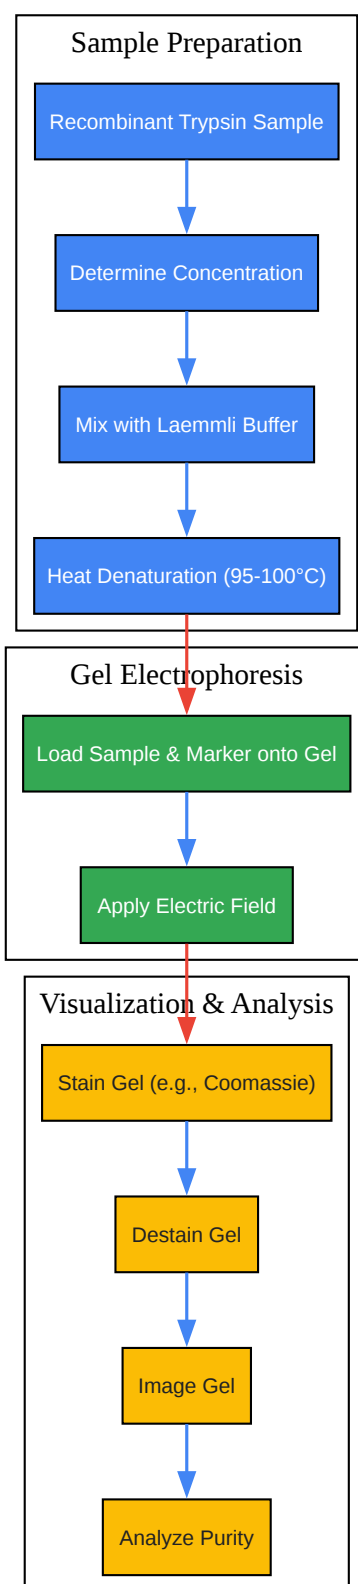 Sample Preparation
Recombinant Trypsin Sample
Determine Concentration
Mix with Laemmli Buffer
Heat Denaturation (95-100°C)
Gel Electrophoresis
Load Sample & Marker onto Gel
Apply Electric Field
Visualization & Analysis
Stain Gel (e.g., Coomassie)
Destain Gel
Image Gel
Analyze Purity